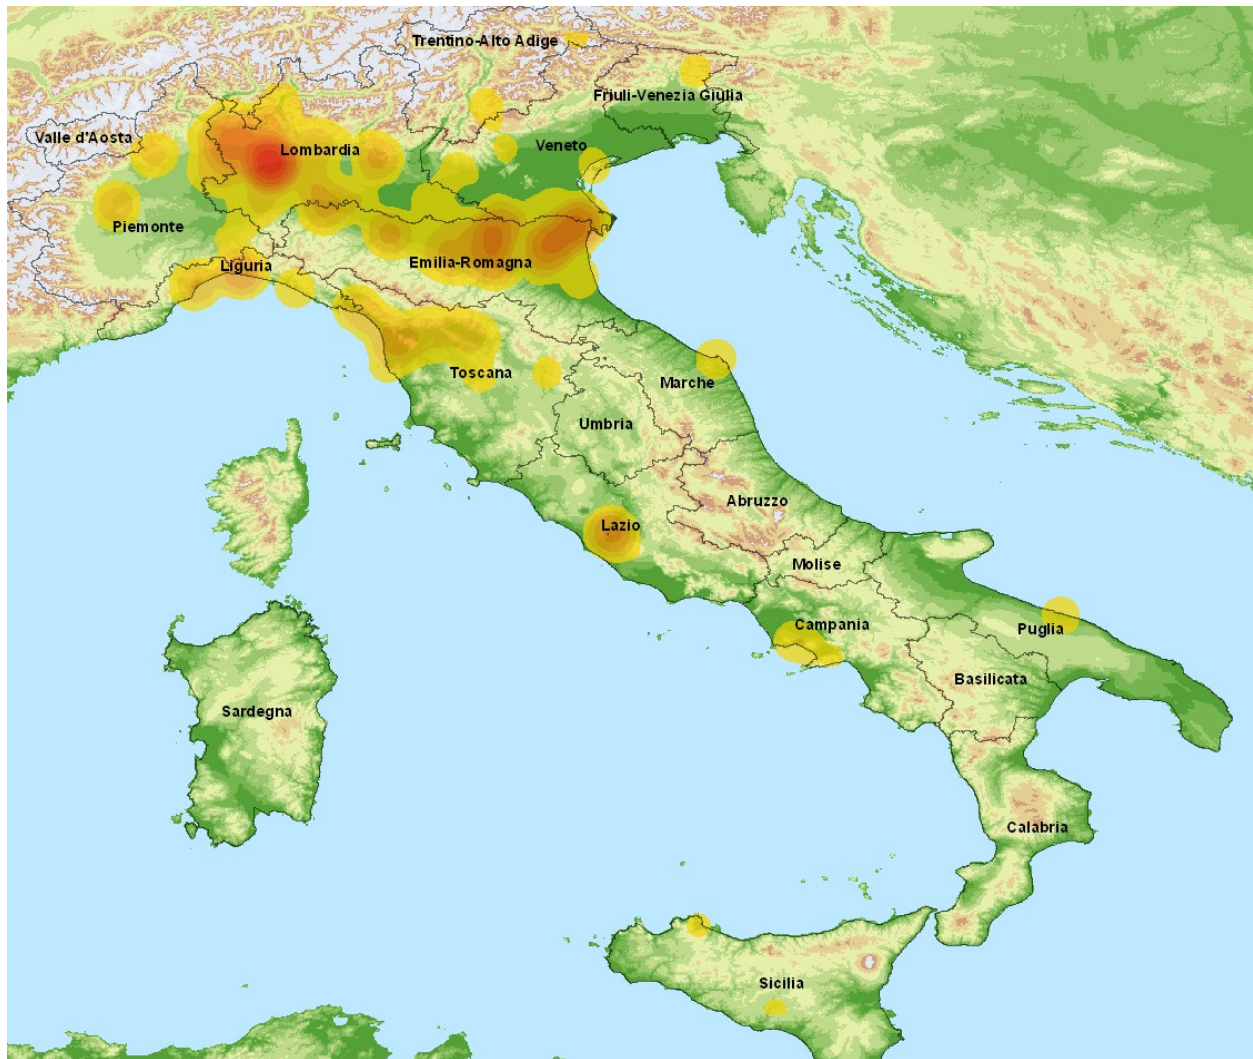 Trentino-Alto Adige
Friuli-Venezia Giulia
Valle d'Aosta
Lombardia
Veneto
Piemonte
Liguria
Emilia-Romagna
Toscana
Marche
Umbria
Abruzzo
Lazio
Molise
Campania
Puglia
Basilicata
Sardegna
Calabria
Sicilia